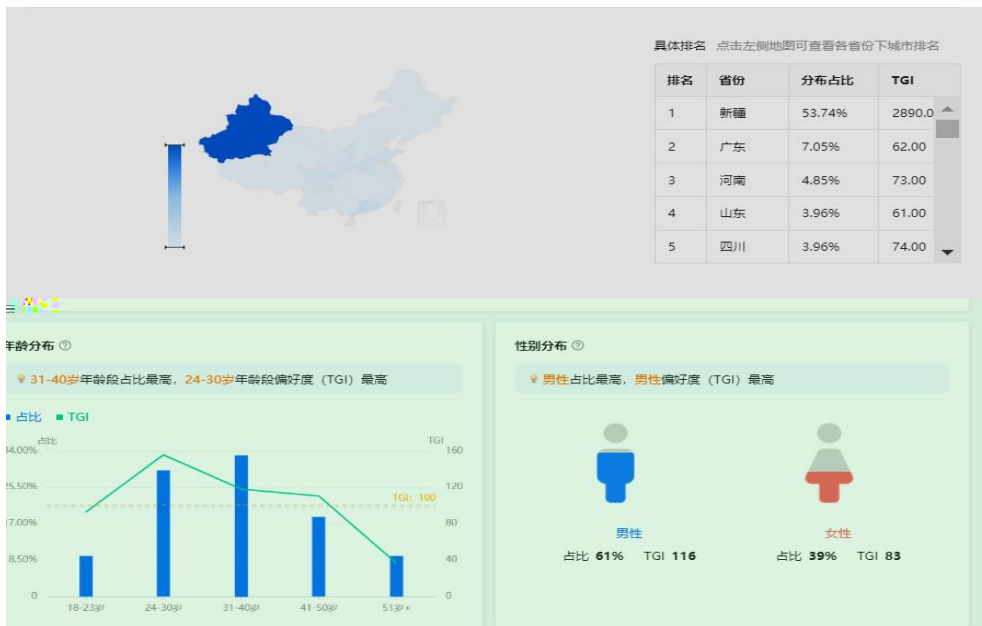 具体排名 点击左侧地图可查看各省份下城市排名
排名 省份 分布占比 TGI
1 新疆 53.74% 2890.0
2 广东 7.05% 62.00
3 河南 4.85% 73.00
4 山东 3.96% 61.00
5 四川 3.96% 74.00
年龄分布
31-40岁年龄段占比最高，24-30岁年龄段偏好度（TGI）最高
占比 TGI
占比 TGI
34.00% 160
25.50% 120
TGI: 100
17.00% 80
8.50% 40
0 0
18-23岁 24-30岁 31-40岁 41-50岁 51岁+
性别分布
男性占比最高，男性偏好度（TGI）最高
男性 女性
占比 61% TGI 116 占比 39% TGI 83